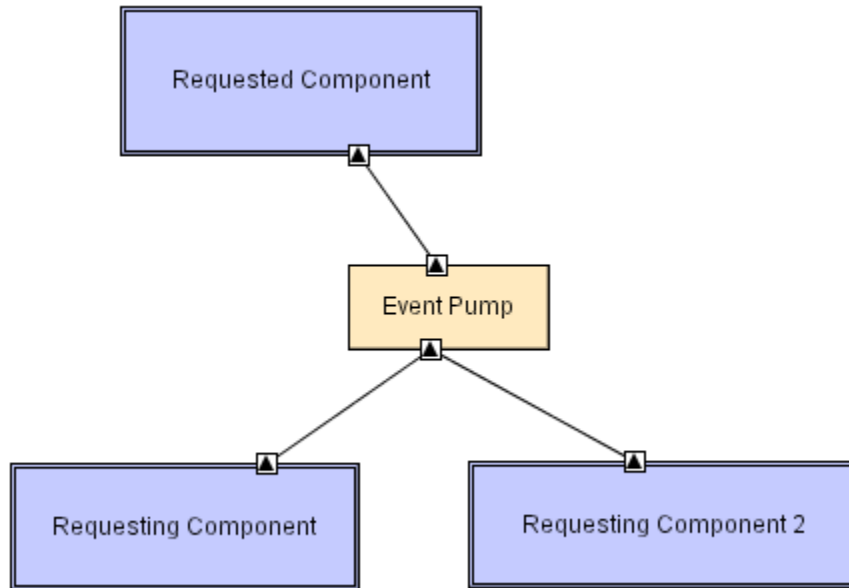 Requested Component
Event Pump
Requesting Component
Requesting Component 2